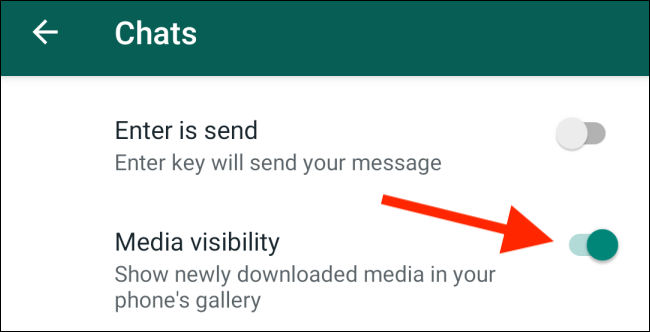 Chats
Enter is send
Enter key will send your message
Media visibility
Show newly downloaded media in your
phone's gallery